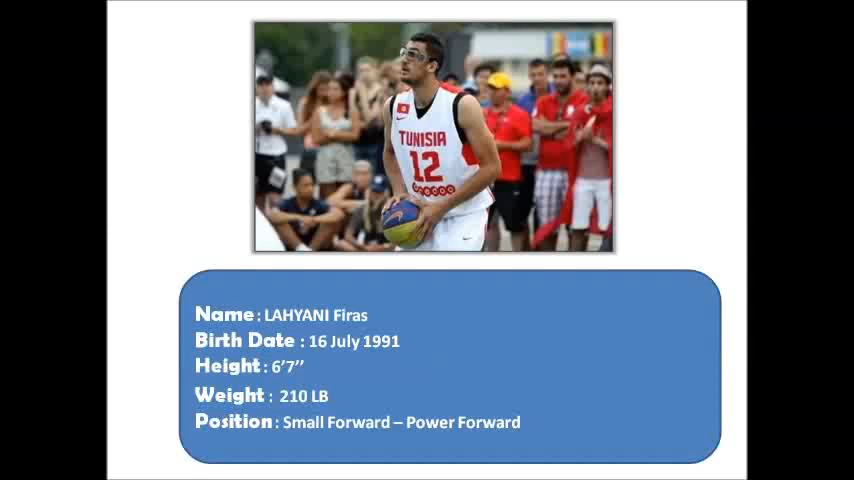 TUNISIA
12
ooredoo
Name : LAHYANI Firas
Birth Date : 16 July 1991
Height : 6’7’’
Weight : 210 LB
Position : Small Forward – Power Forward